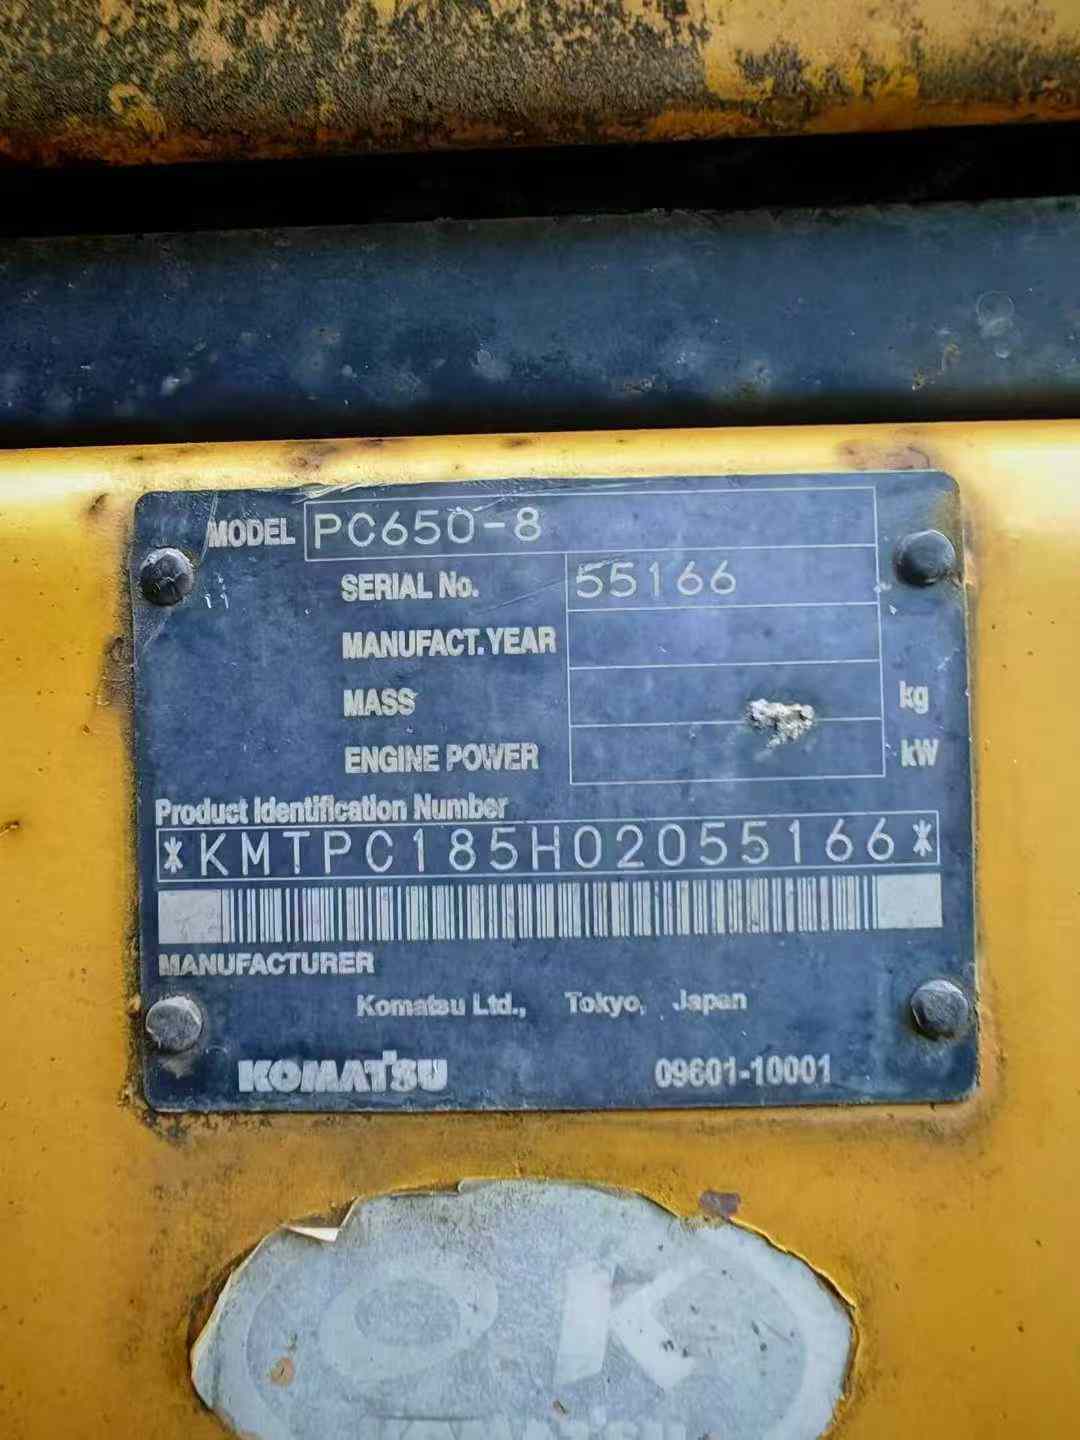 MODEL PC650-8
SERIAL No. 55166
MANUFACT. YEAR
MASS kg
ENGINE POWER kW
Product Identification Number
*KMTPC185H02055166*
MANUFACTURER
Komatsu Ltd., Tokyo, Japan
KOMATSU 09601-10001
OK